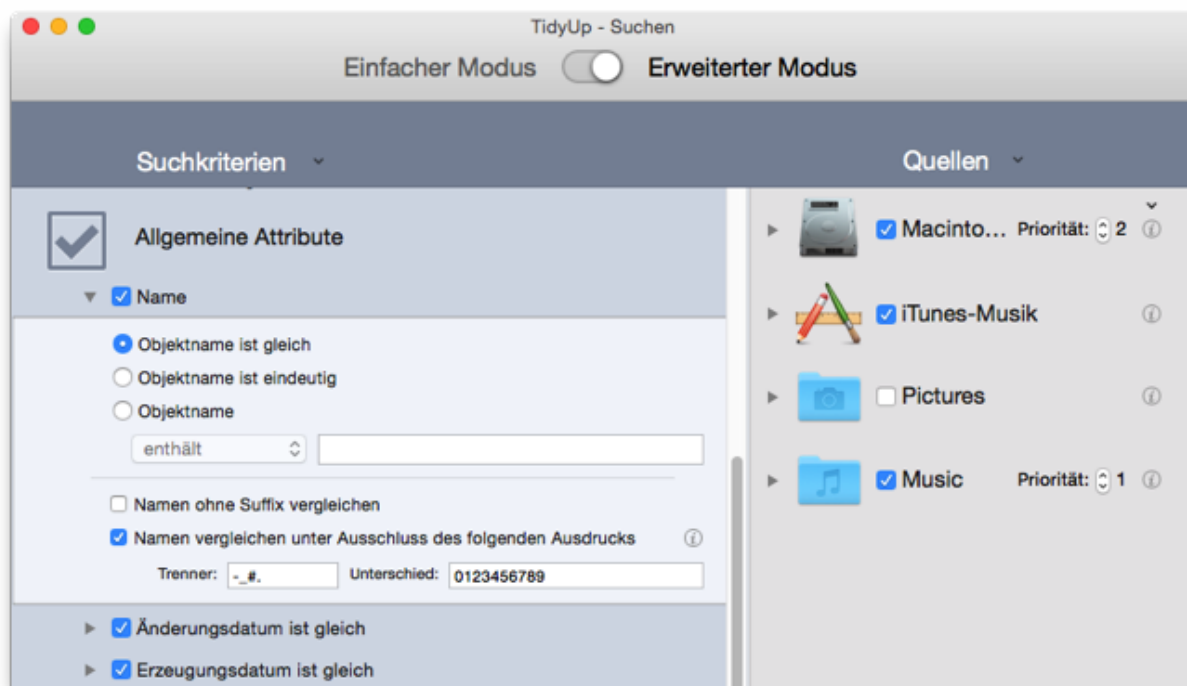 TidyUp - Suchen
Einfacher Modus Erweiterter Modus
Suchkriterien
Quellen
Allgemeine Attribute
Name
Objektname ist gleich
Objektname ist eindeutig
Objektname
enthält
Namen ohne Suffix vergleichen
Namen vergleichen unter Ausschluss des folgenden Ausdrucks
Trenner: -_#. Unterschied: 0123456789
Änderungsdatum ist gleich
Erzeugungsdatum ist gleich
Macinto... Priorität: 2
iTunes-Musik
Pictures
Music Priorität: 1